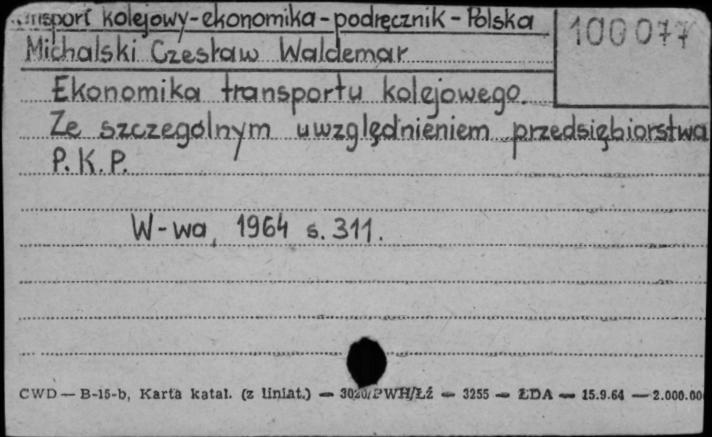 Transport kolejowy-ekonomika-podręcznik-Polska
100077
Michalski Czesław Waldemar
Ekonomika transportu kolejowego.
Ze szczególnym uwzględnieniem przedsiębiorstwa
P.K.P.
W-wa, 1964 s. 311.
CWD — B-15-b, Karta katal. (z liniat.) — 3020/PWH/Łź — 3255 — ŁDA — 15.9.64 — 2.000.00